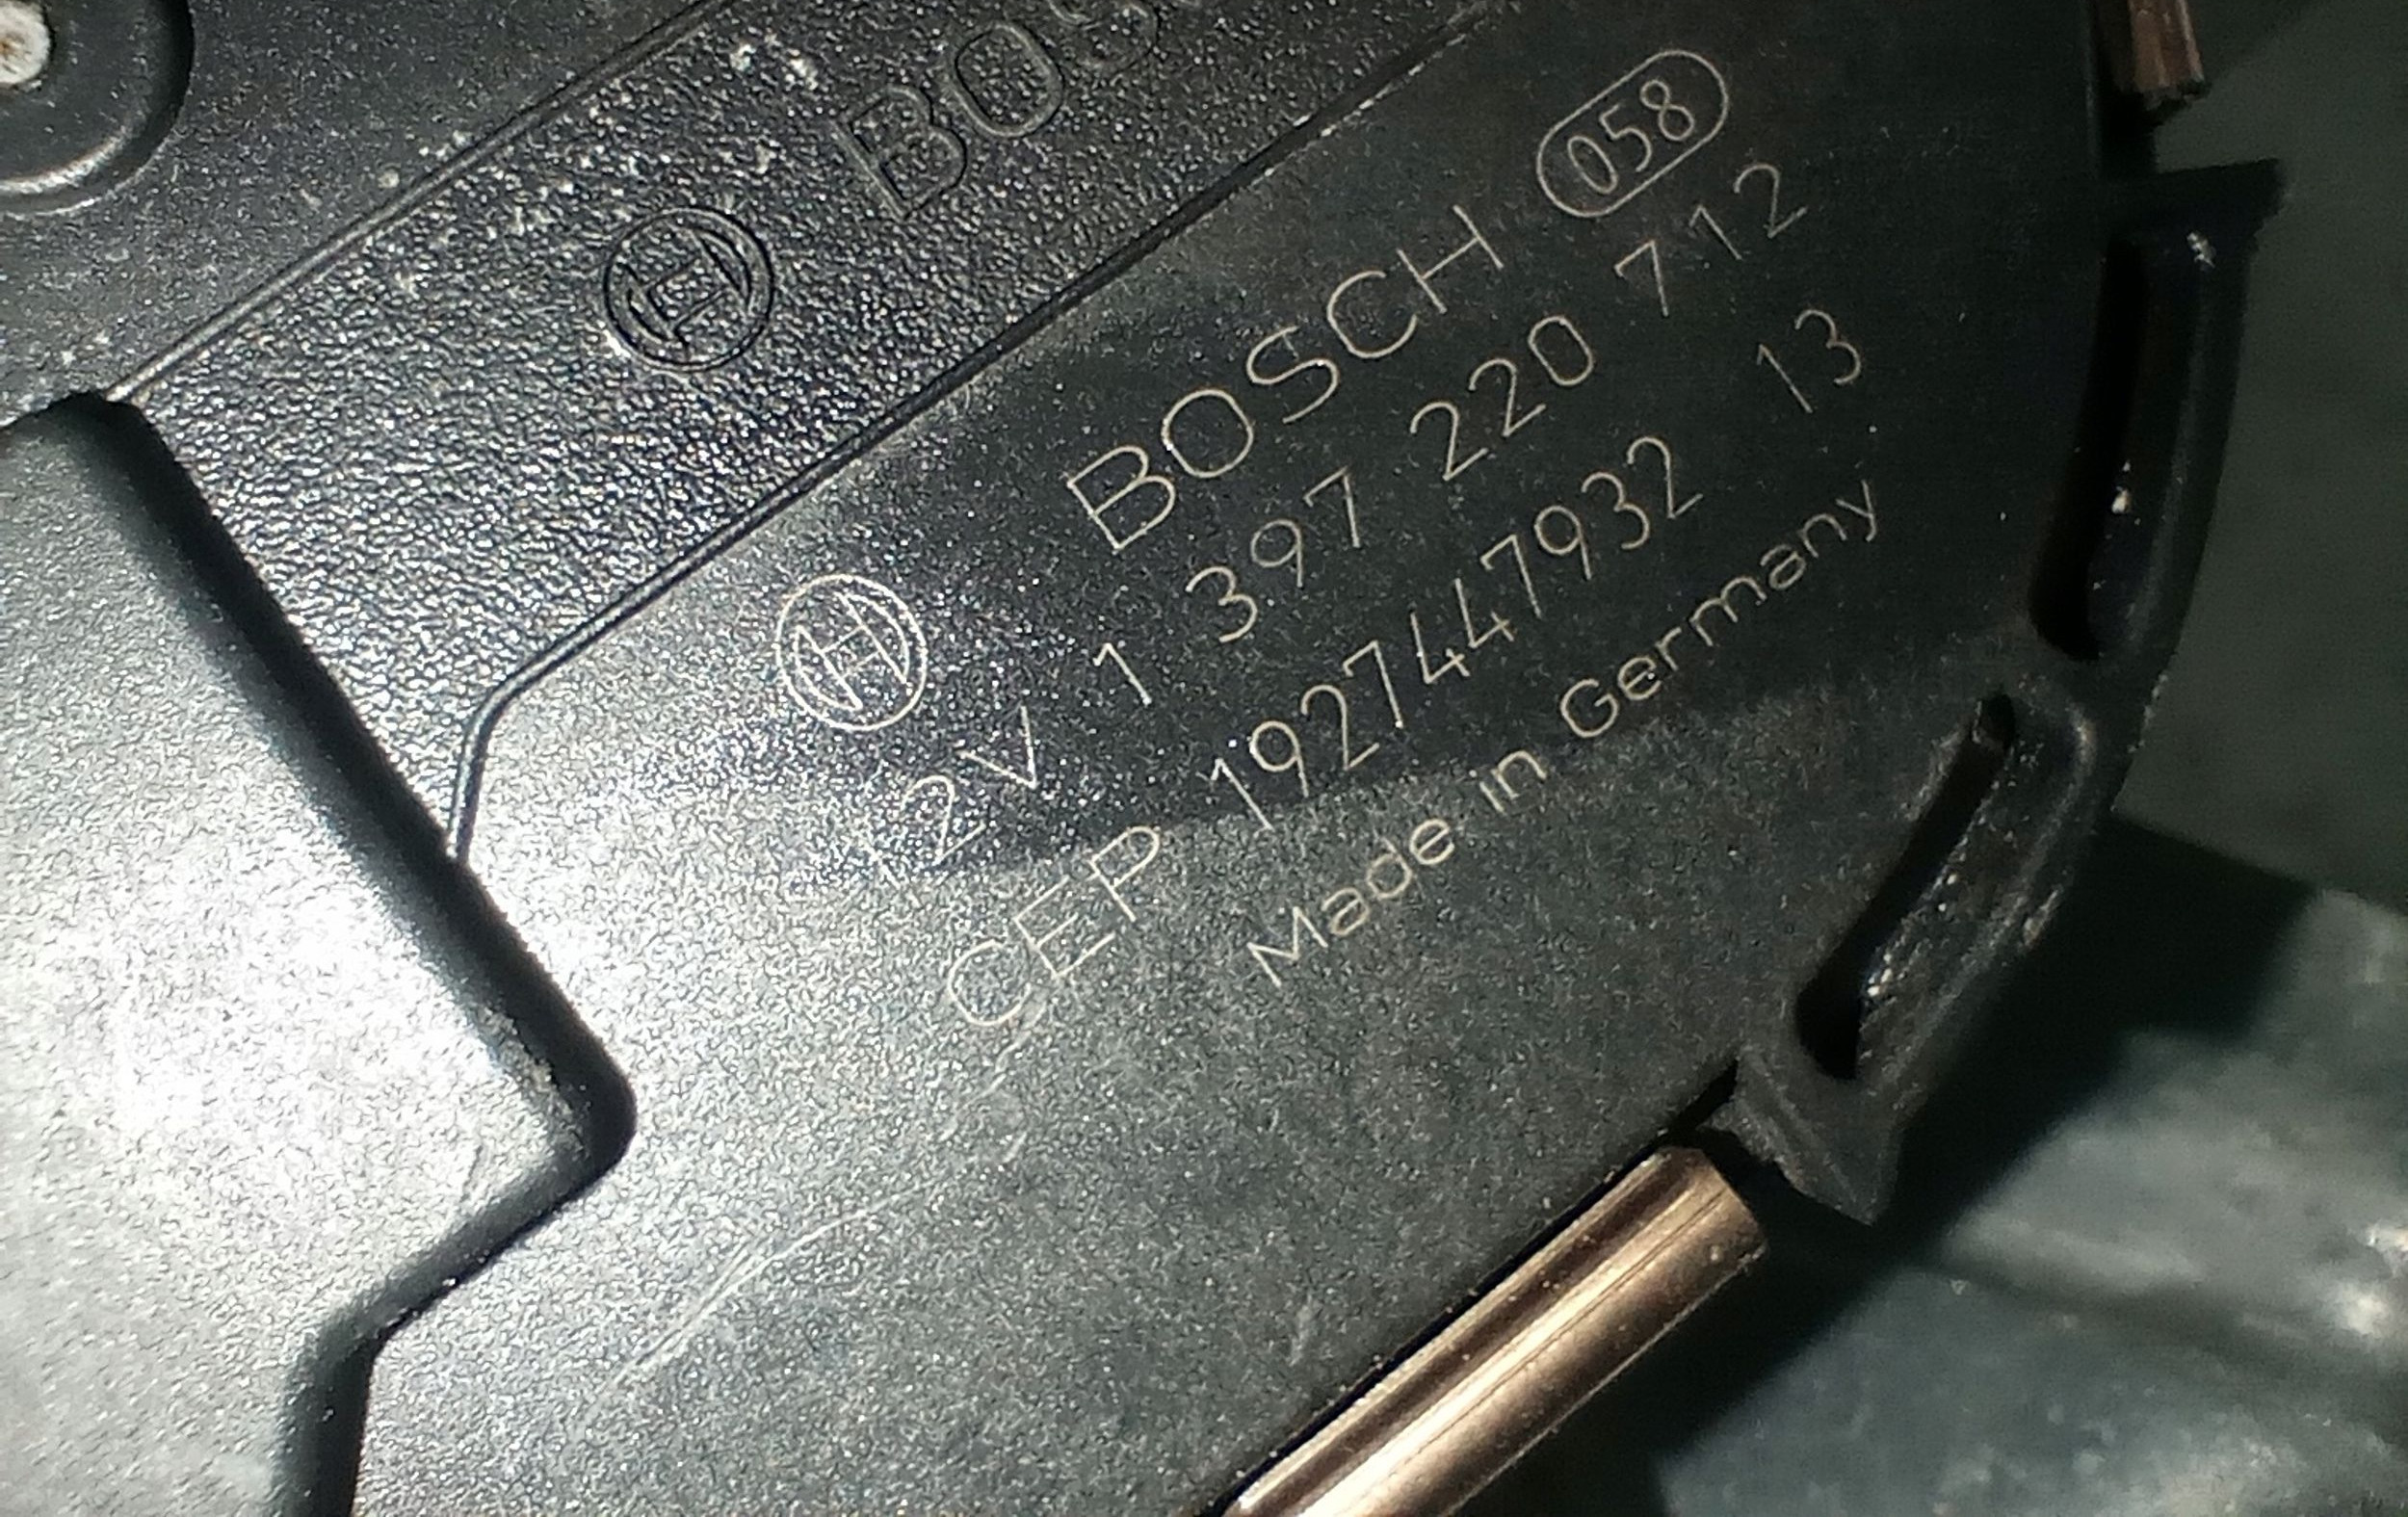 BOS
BOSCH 058
12V 1 397 220 712
CEP 1927447932 13
Made in Germany